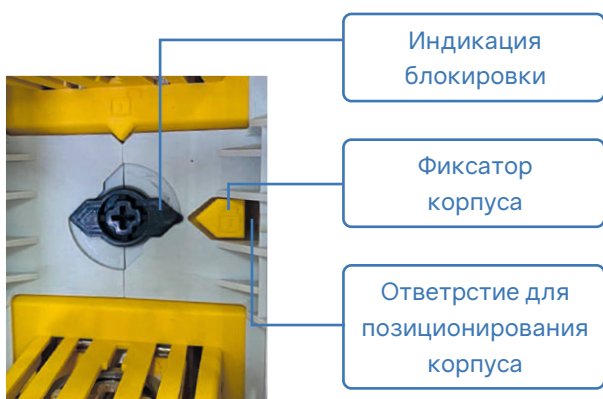 Индикация
блокировки
Фиксатор
корпуса
Ответрстие для
позиционирования
корпуса